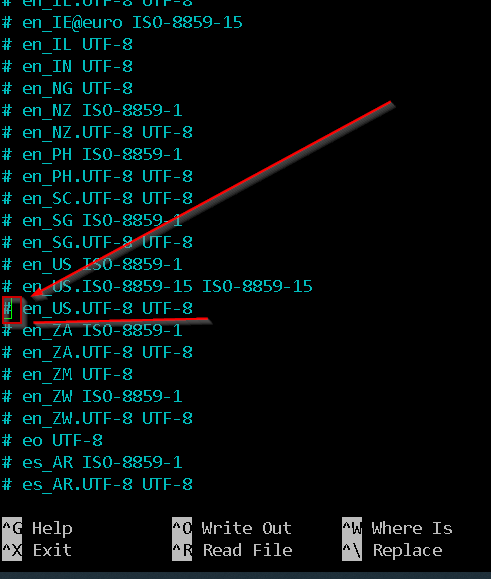 # en_IE.UTF-8 UTF-8
# en_IE@euro ISO-8859-15
# en_IL UTF-8
# en_IN UTF-8
# en_NG UTF-8
# en_NZ ISO-8859-1
# en_NZ.UTF-8 UTF-8
# en_PH ISO-8859-1
# en_PH.UTF-8 UTF-8
# en_SC.UTF-8 UTF-8
# en_SG ISO-8859-1
# en_SG.UTF-8 UTF-8
# en_US ISO-8859-1
# en_US.ISO-8859-15 ISO-8859-15
# en_US.UTF-8 UTF-8
# en_ZA ISO-8859-1
# en_ZA.UTF-8 UTF-8
# en_ZM UTF-8
# en_ZW ISO-8859-1
# en_ZW.UTF-8 UTF-8
# eo UTF-8
# es_AR ISO-8859-1
# es_AR.UTF-8 UTF-8
^G Help ^O Write Out ^W Where Is
^X Exit ^R Read File ^\ Replace